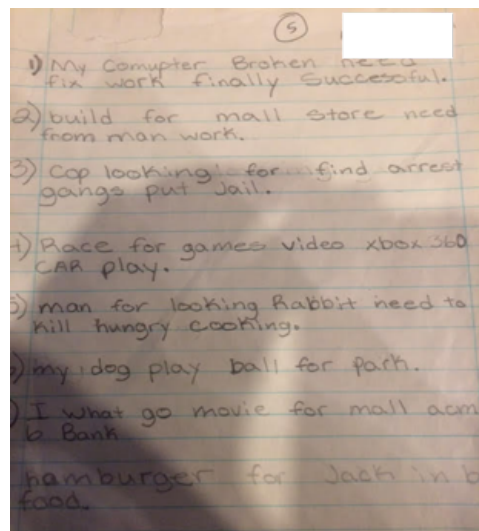 5
1) My Comupter Broken need
fix work finally Successful.
2) build for mall store need
from man work.
3) Cop looking for find arrest
gangs put Jail.
4) Race for games video xbox 360
CAR play.
5) man for looking Rabbit need to
kill hungry cooking.
) my dog play ball for park.
) I what go movie for mall acm
b Bank
hamburger for Jack in b
food.